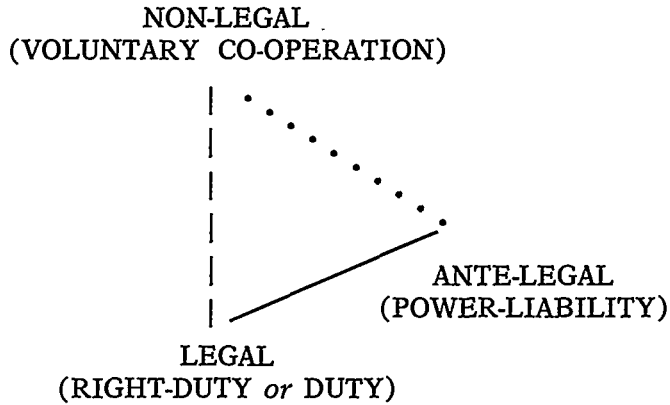 NON-LEGAL
(VOLUNTARY CO-OPERATION)
ANTE-LEGAL
(POWER-LIABILITY)
LEGAL
(RIGHT-DUTY or DUTY)